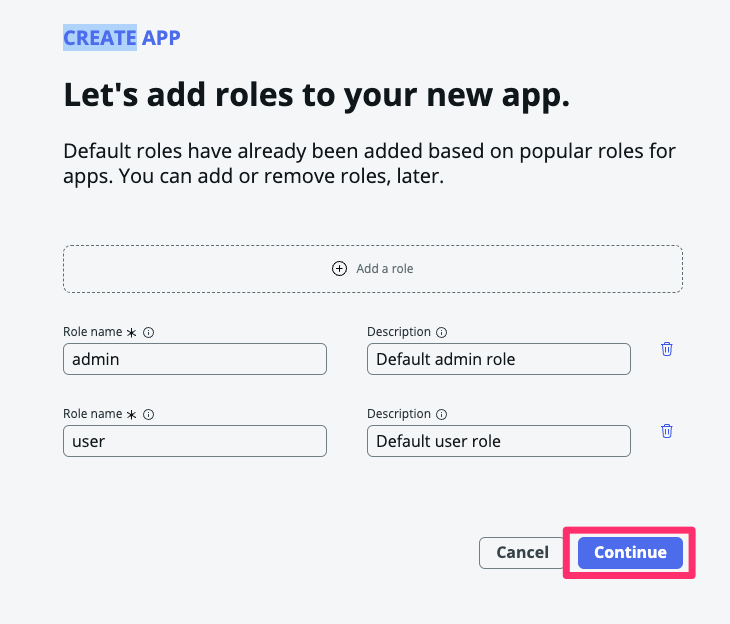 CREATE APP
Let's add roles to your new app.
Default roles have already been added based on popular roles for
apps. You can add or remove roles, later.
Add a role
Role name * Description
admin Default admin role
Role name * Description
user Default user role
Cancel Continue